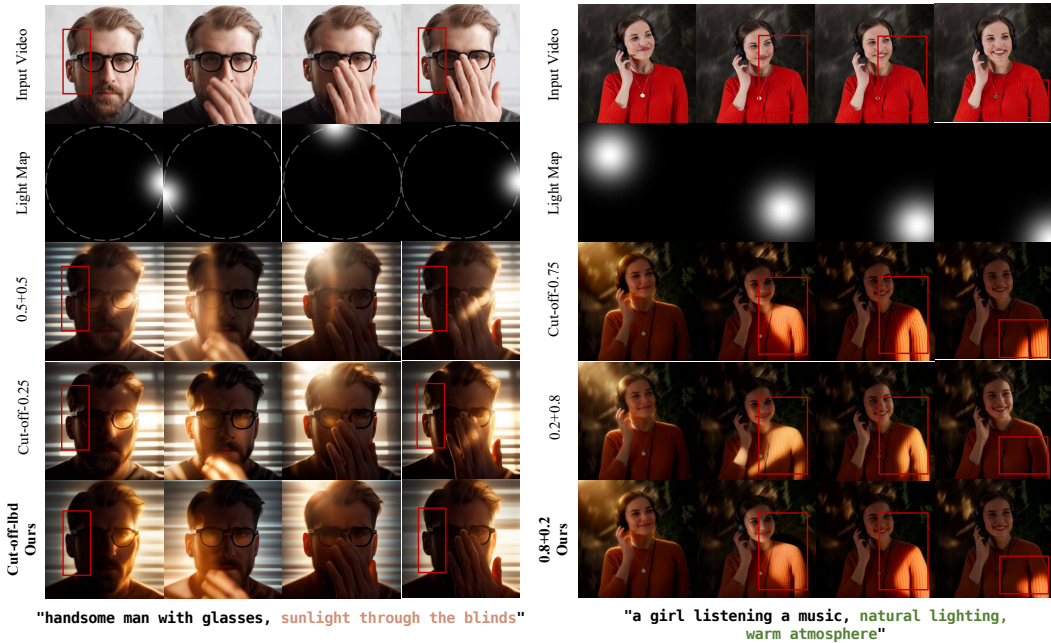 Input Video
Light Map
0.5+0.5
Cut-off-0.25
Cut-off-lbd
Ours
"handsome man with glasses, sunlight through the blinds"
Input Video
Light Map
Cut-off-0.75
0.2+0.8
0.8+0.2
Ours
"a girl listening a music, natural lighting,
warm atmosphere"